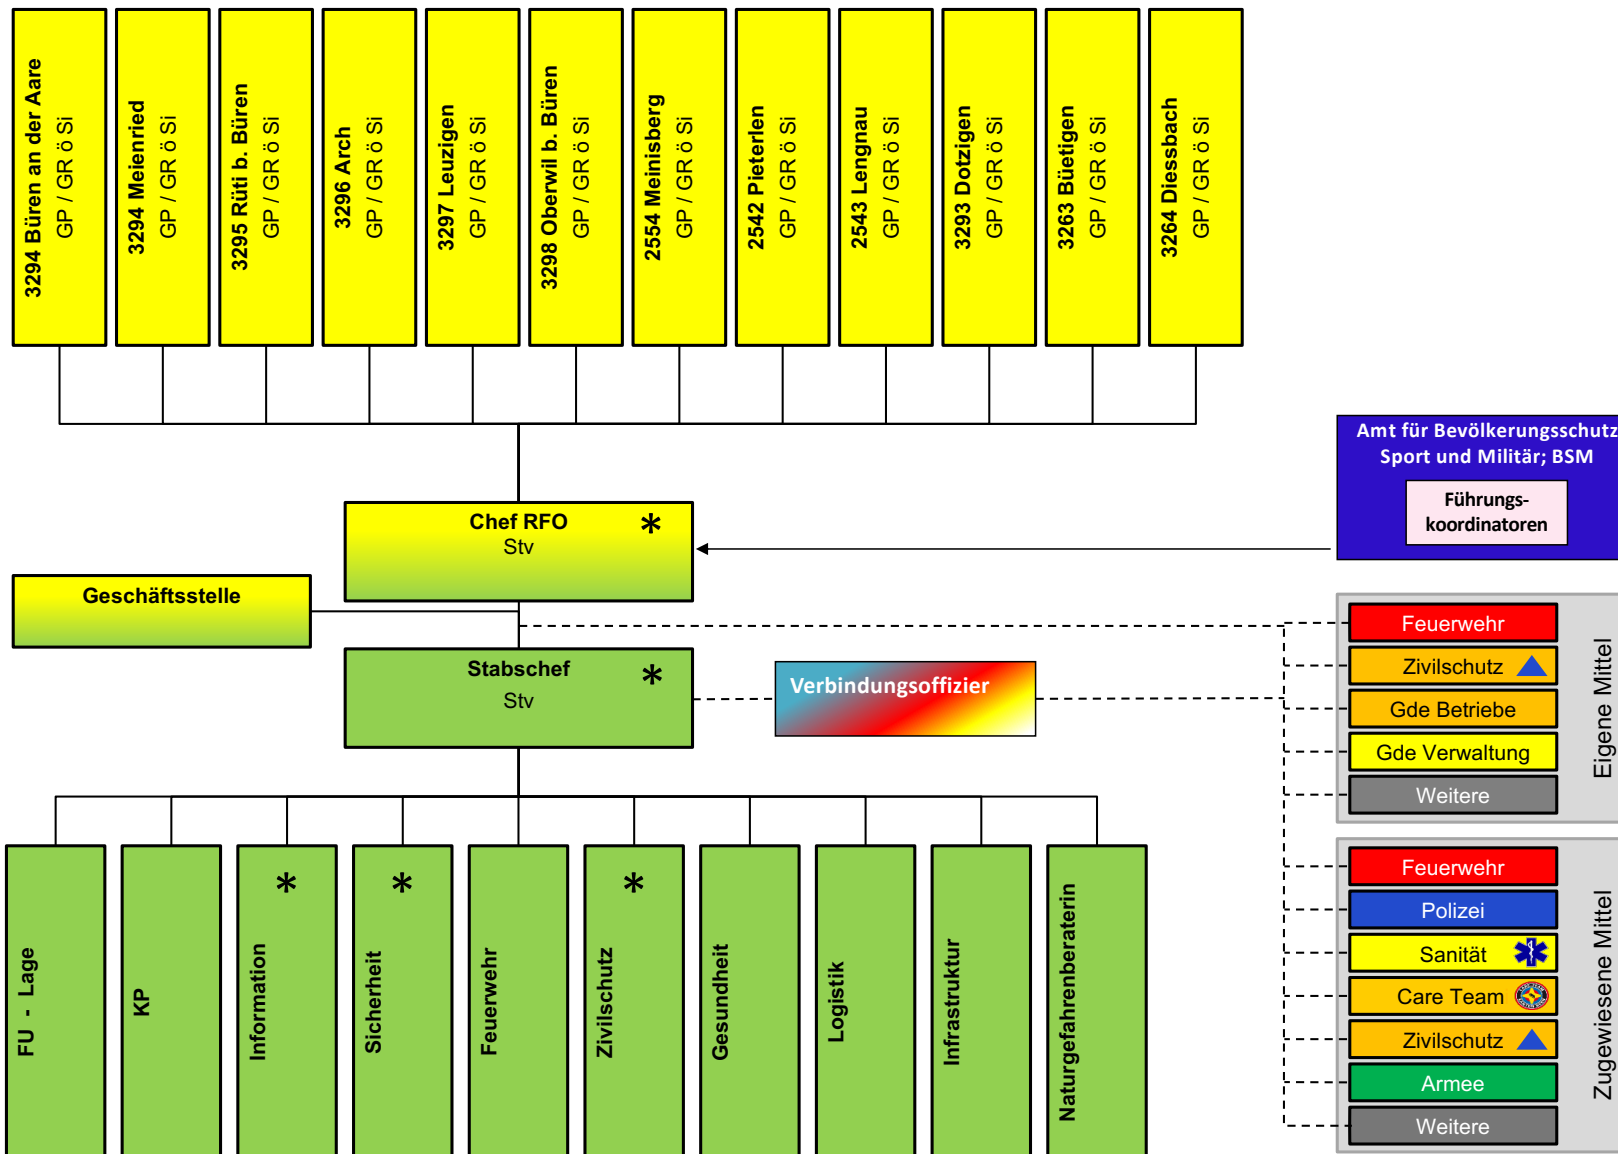 3294 Büren an der Aare
GP / GR ö Si
3294 Meienried
GP / GR ö Si
3295 Rüti b. Büren
GP / GR ö Si
3296 Arch
GP / GR ö Si
3297 Leuzigen
GP / GR ö Si
3298 Oberwil b. Büren
GP / GR ö Si
2554 Meinisberg
GP / GR ö Si
2542 Pieterlen
GP / GR ö Si
2543 Lengnau
GP / GR ö Si
3293 Dotzigen
GP / GR ö Si
3263 Büetigen
GP / GR ö Si
3264 Diessbach
GP / GR ö Si
Amt für Bevölkerungsschutz
Sport und Militär; BSM
Führungs-
koordinatoren
Chef RFO *
Stv
Geschäftsstelle
Stabschef *
Stv
Verbindungsoffizier
Feuerwehr
Zivilschutz
Gde Betriebe
Gde Verwaltung
Weitere
Eigene Mittel
Feuerwehr
Polizei
Sanität
Care Team
Zivilschutz
Armee
Weitere
Zugewiesene Mittel
FU - Lage
KP
Information *
Sicherheit *
Feuerwehr
Zivilschutz *
Gesundheit
Logistik
Infrastruktur
Naturgefahrenberaterin